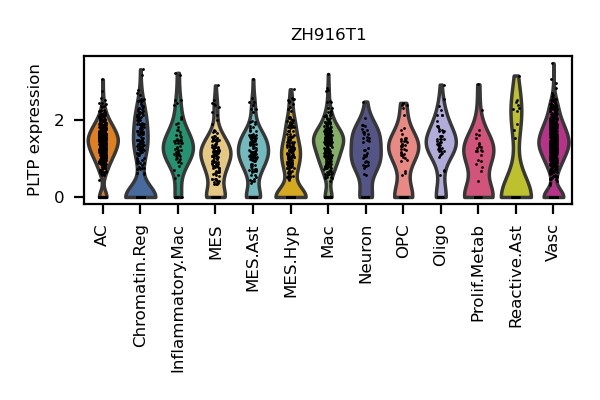 ZH916T1
PLTP expression
2
0
AC
Chromatin.Reg
Inflammatory.Mac
MES
MES.Ast
MES.Hyp
Mac
Neuron
OPC
Oligo
Prolif.Metab
Reactive.Ast
Vasc